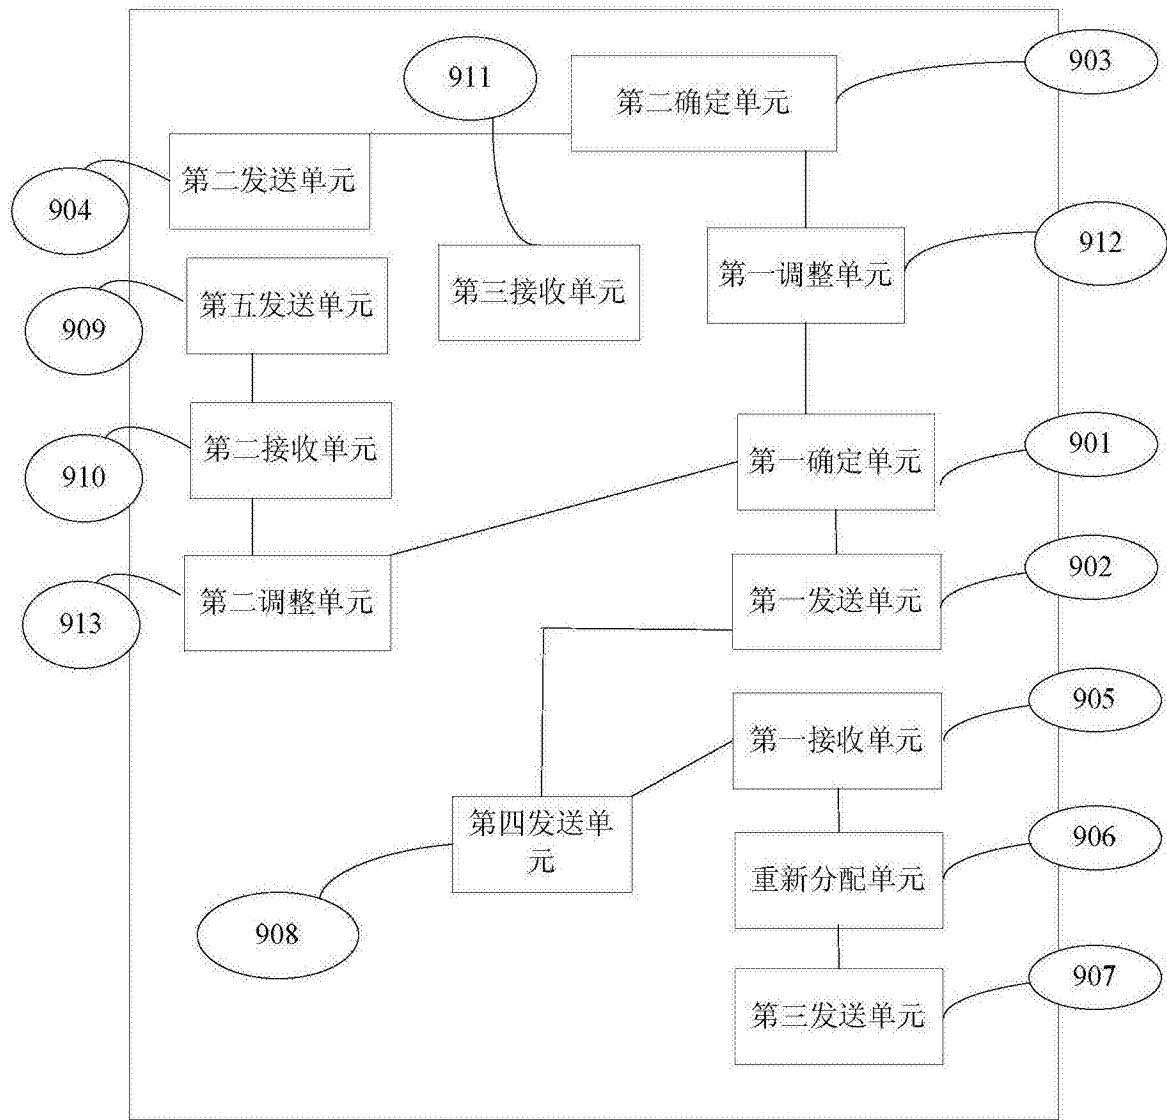 903
911
第二确定单元
第二发送单元
904
912
第一调整单元
第三接收单元
第五发送单元
909
901
第二接收单元
第一确定单元
910
902
第二调整单元
第一发送单元
913
905
第一接收单元
第四发送单
元
906
重新分配单元
908
907
第三发送单元